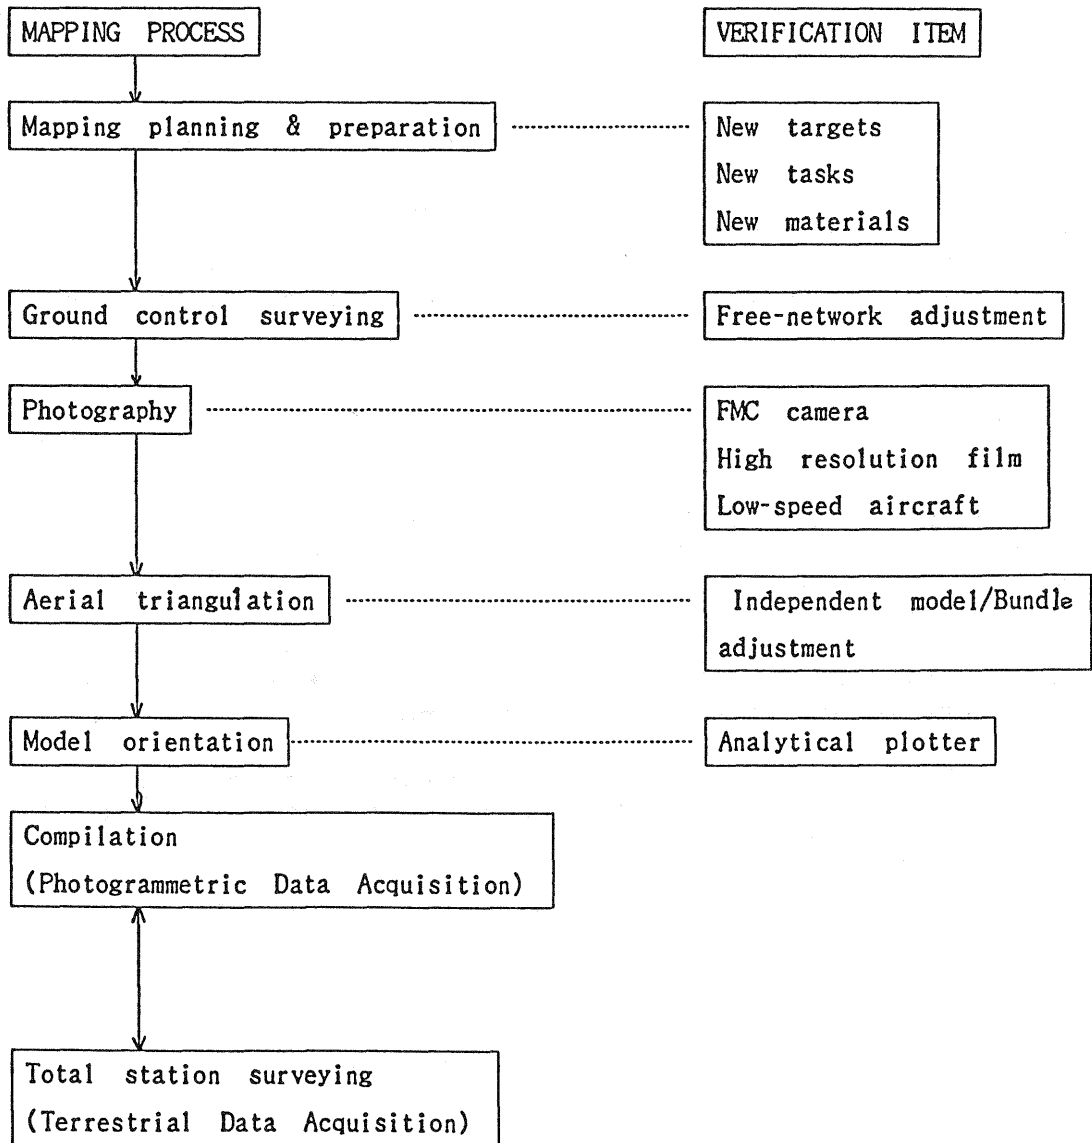 MAPPING PROCESS
VERIFICATION ITEM
Mapping planning & preparation
New targets
New tasks
New materials
Ground control surveying
Free-network adjustment
Photography
FMC camera
High resolution film
Low-speed aircraft
Aerial triangulation
Independent model/Bundle
adjustment
Model orientation
Analytical plotter
Compilation
(Photogrammetric Data Acquisition)
Total station surveying
(Terrestrial Data Acquisition)